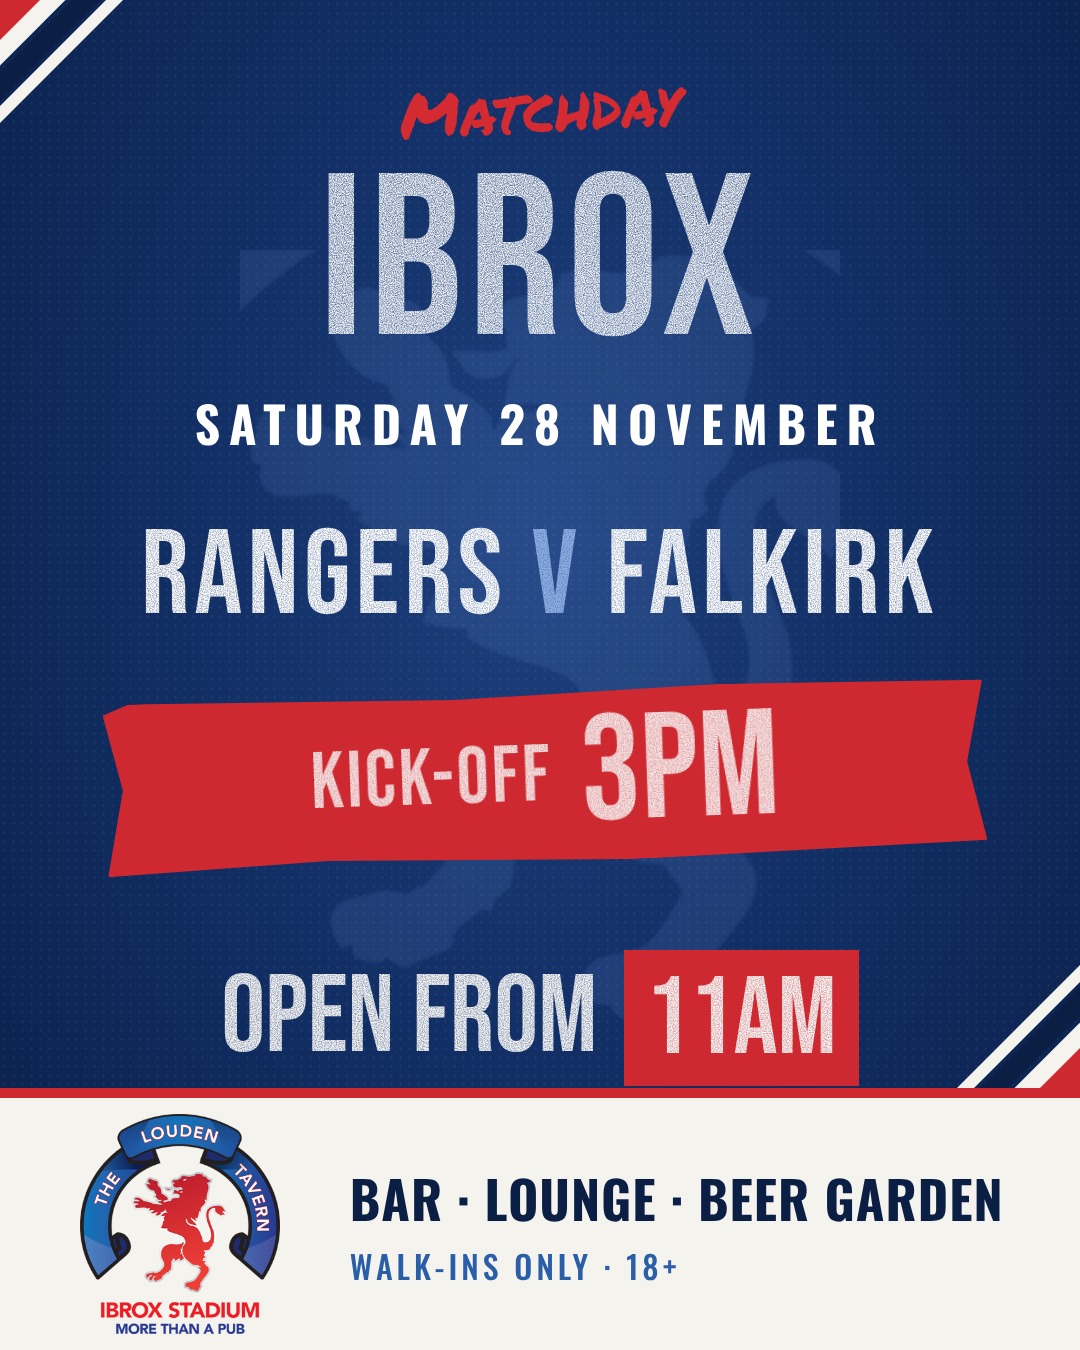 MATCHDAY
IBROX
SATURDAY 28 NOVEMBER
RANGERS V FALKIRK
KICK-OFF 3PM
OPEN FROM 11AM
THE LOUDEN TAVERN
IBROX STADIUM
MORE THAN A PUB
BAR · LOUNGE · BEER GARDEN
WALK-INS ONLY · 18+